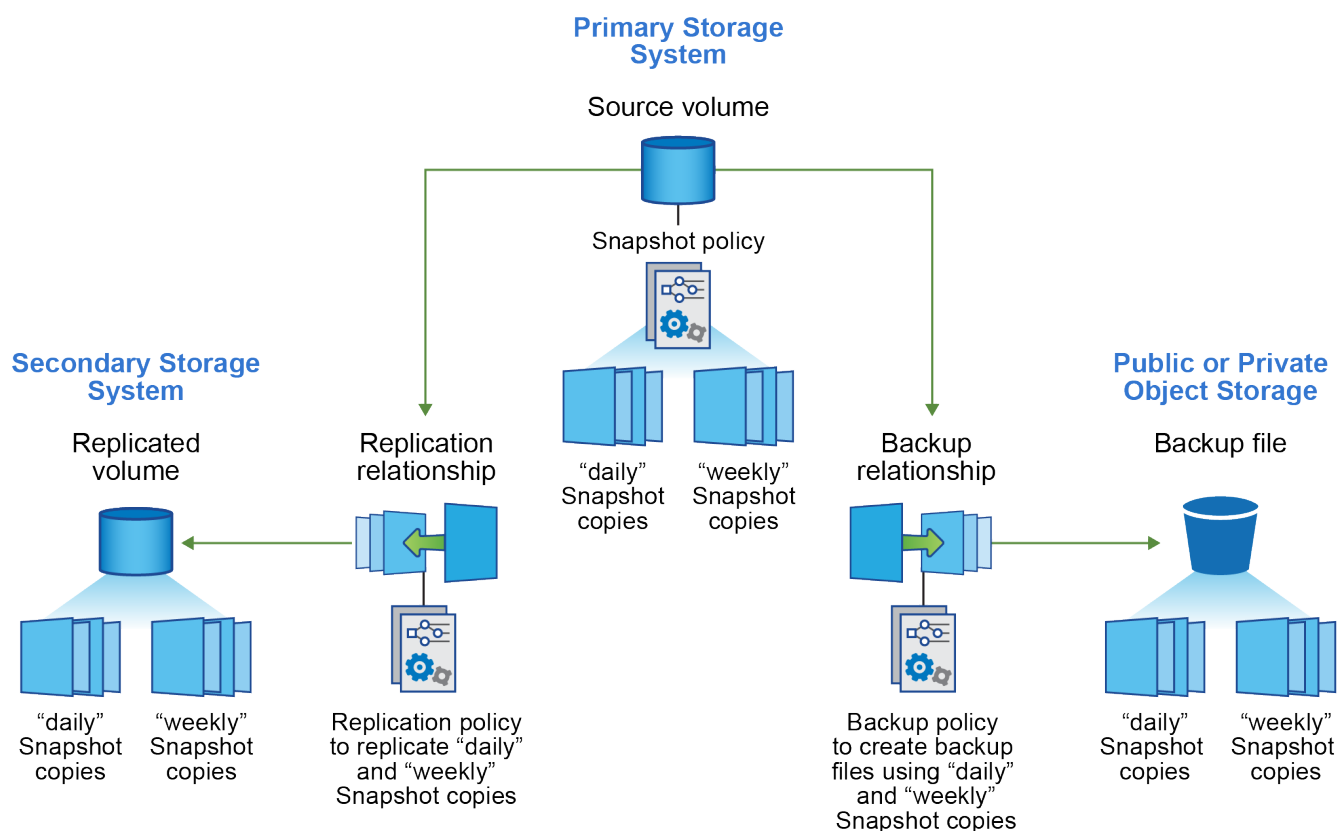 Primary Storage
System
Source volume
Snapshot policy
“daily”
Snapshot
copies
“weekly”
Snapshot
copies
Secondary Storage
System
Replicated
volume
“daily”
Snapshot
copies
“weekly”
Snapshot
copies
Replication
relationship
Replication policy
to replicate “daily”
and “weekly”
Snapshot copies
Backup
relationship
Backup policy
to create backup
files using “daily”
and “weekly”
Snapshot copies
Public or Private
Object Storage
Backup file
“daily”
Snapshot
copies
“weekly”
Snapshot
copies